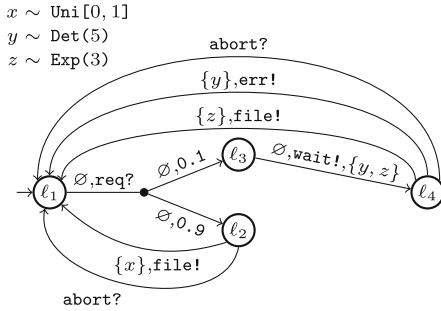 x ∼ Uni[0, 1]
y ∼ Det(5)
z ∼ Exp(3)
abort?
{y},err!
{z},file!
∅,req?
∅,0.1
ℓ3
∅,wait!,{y, z}
ℓ1
ℓ4
∅,0.9
ℓ2
{x},file!
abort?